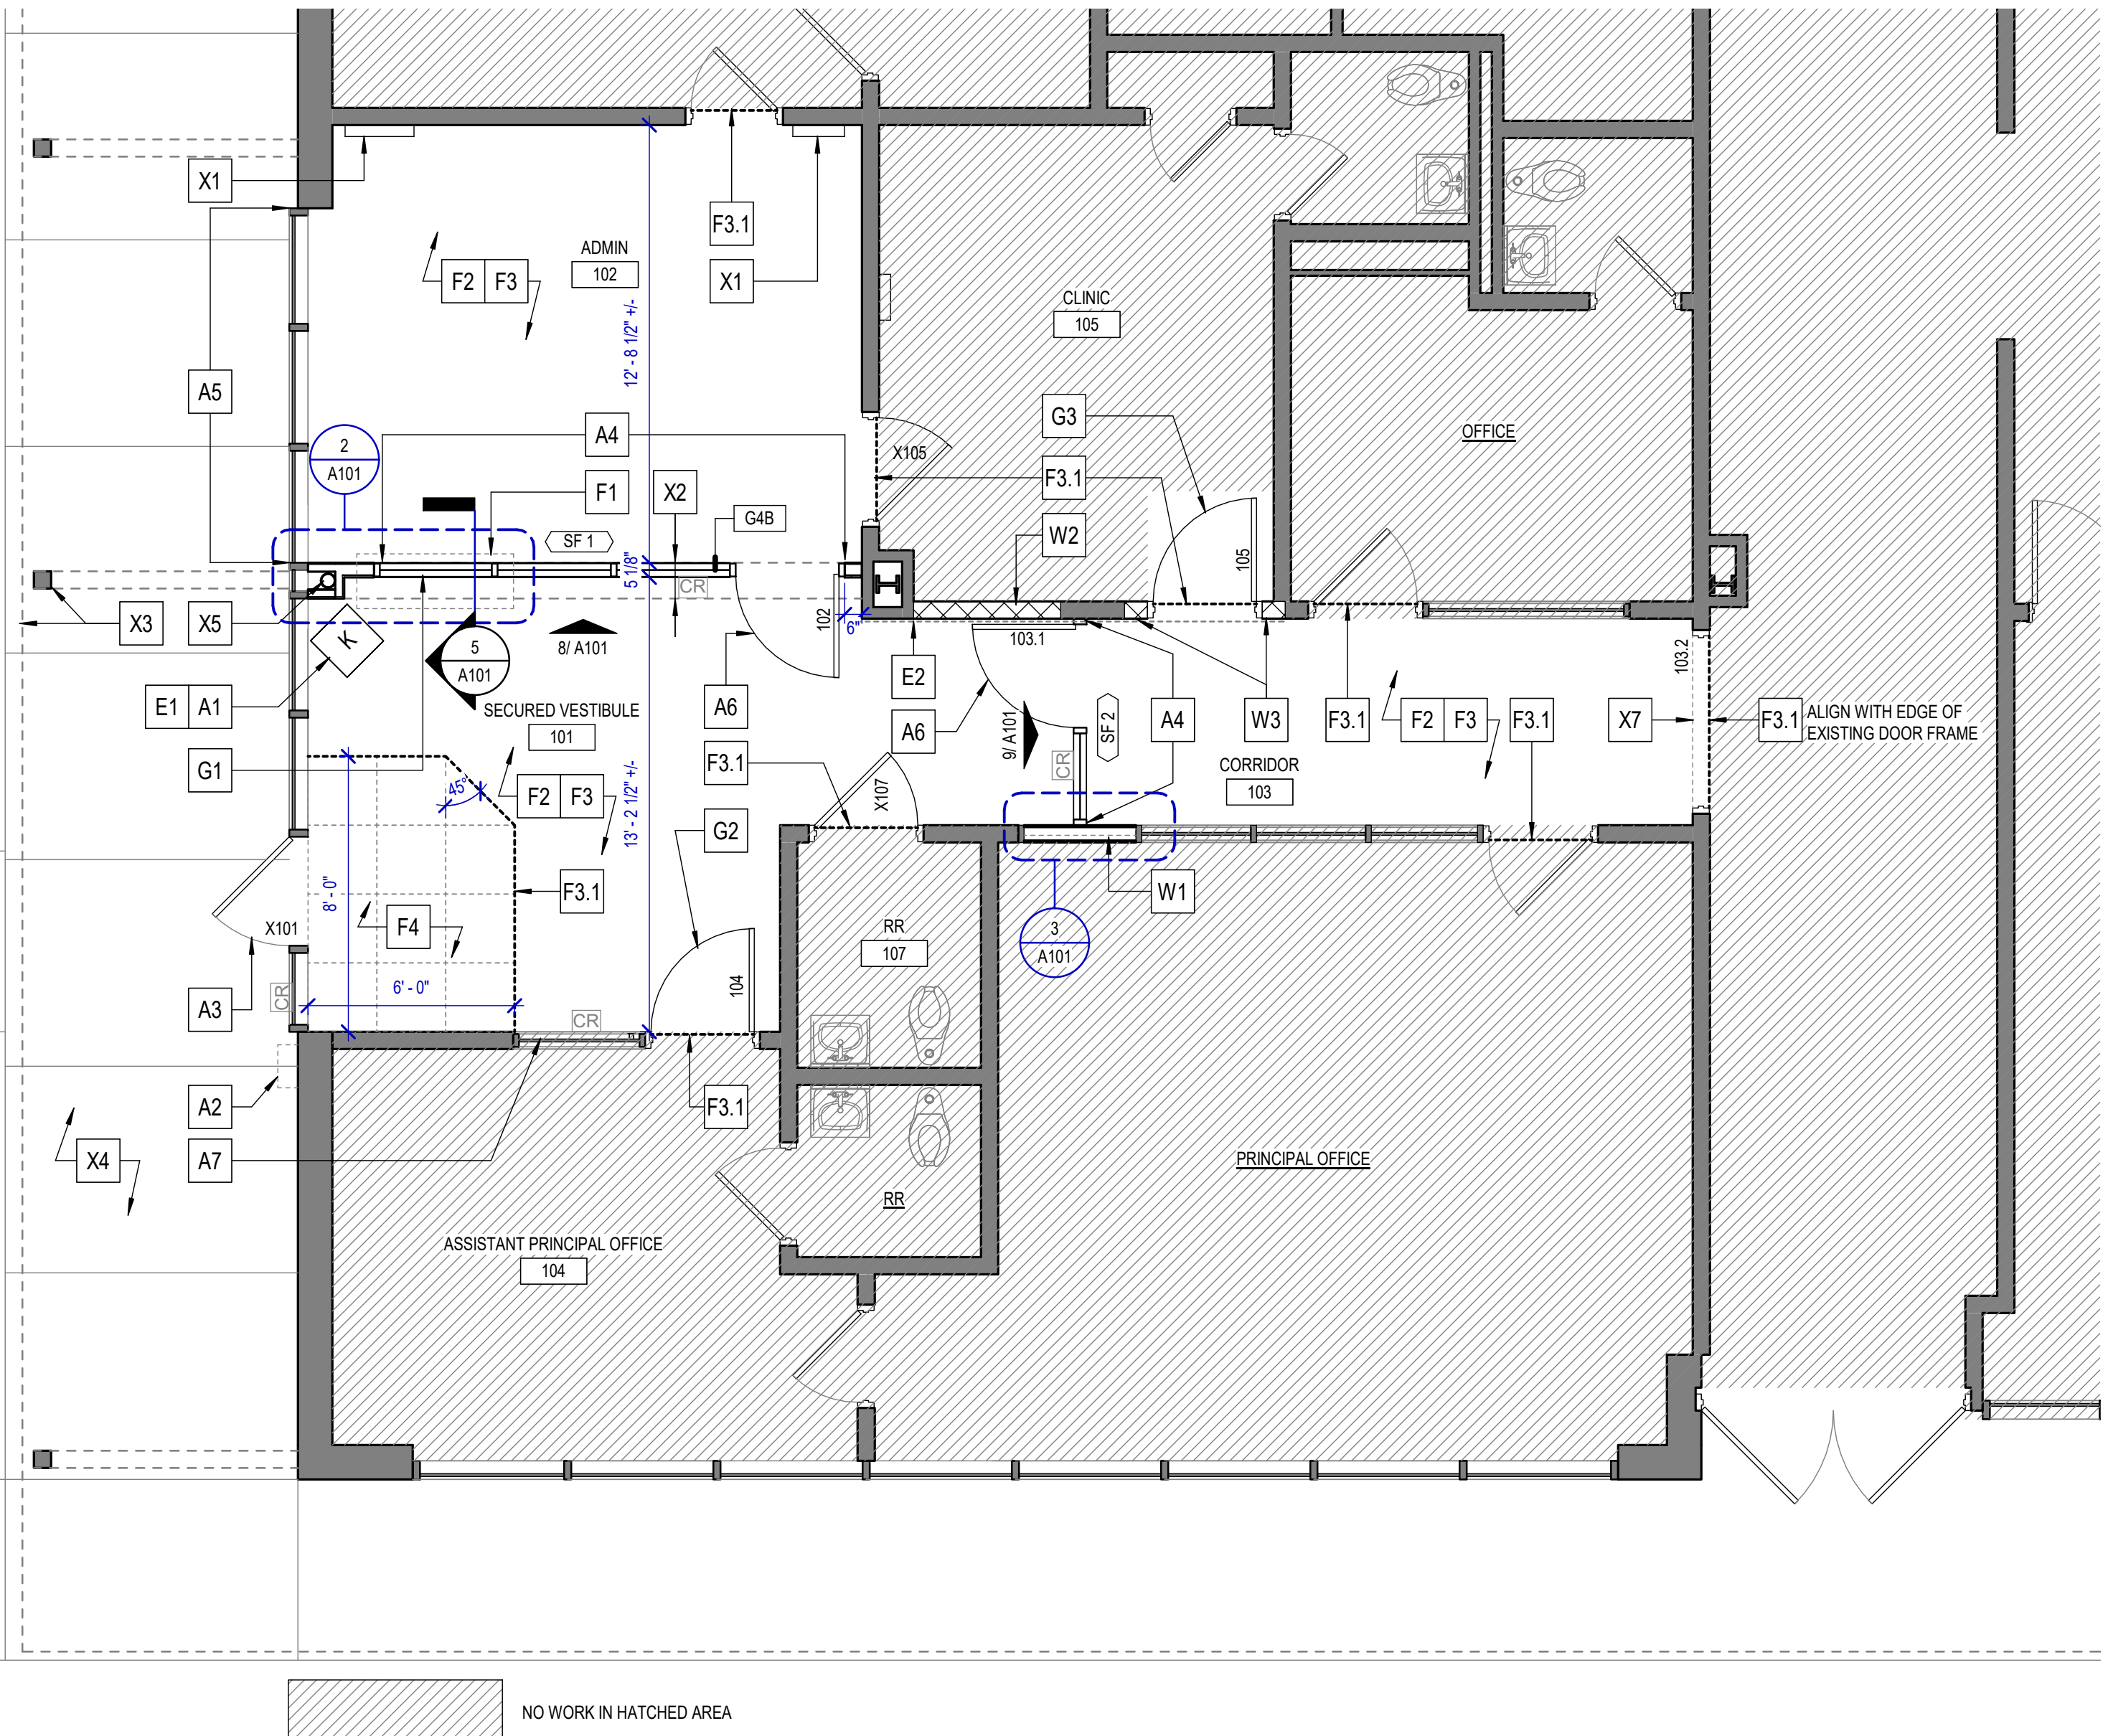 X1
F3.1
ADMIN
102
F2 F3
X1
12' - 8 1/2" +/-
CLINIC
105
A5
G3
A4
OFFICE
2
A101
X105
F3.1
F1
X2
G4B
W2
SF 1
5 1/8"
CR
105
X3
X5
K
102
6"
103.1
103.2
5
A101
8/ A101
E2
E1 A1
SECURED VESTIBULE
101
A6
A6
9/ A101
SF 2
A4
W3
F3.1
F2 F3
F3.1
X7
F3.1
ALIGN WITH EDGE OF
EXISTING DOOR FRAME
G1
F3.1
CR
CORRIDOR
103
45°
F2 F3
13' - 2 1/2" +/-
X107
G2
8' - 0"
F3.1
W1
F4
X101
RR
107
3
A101
6' - 0"
104
A3
CR
CR
A2
F3.1
A7
X4
PRINCIPAL OFFICE
RR
ASSISTANT PRINCIPAL OFFICE
104
NO WORK IN HATCHED AREA